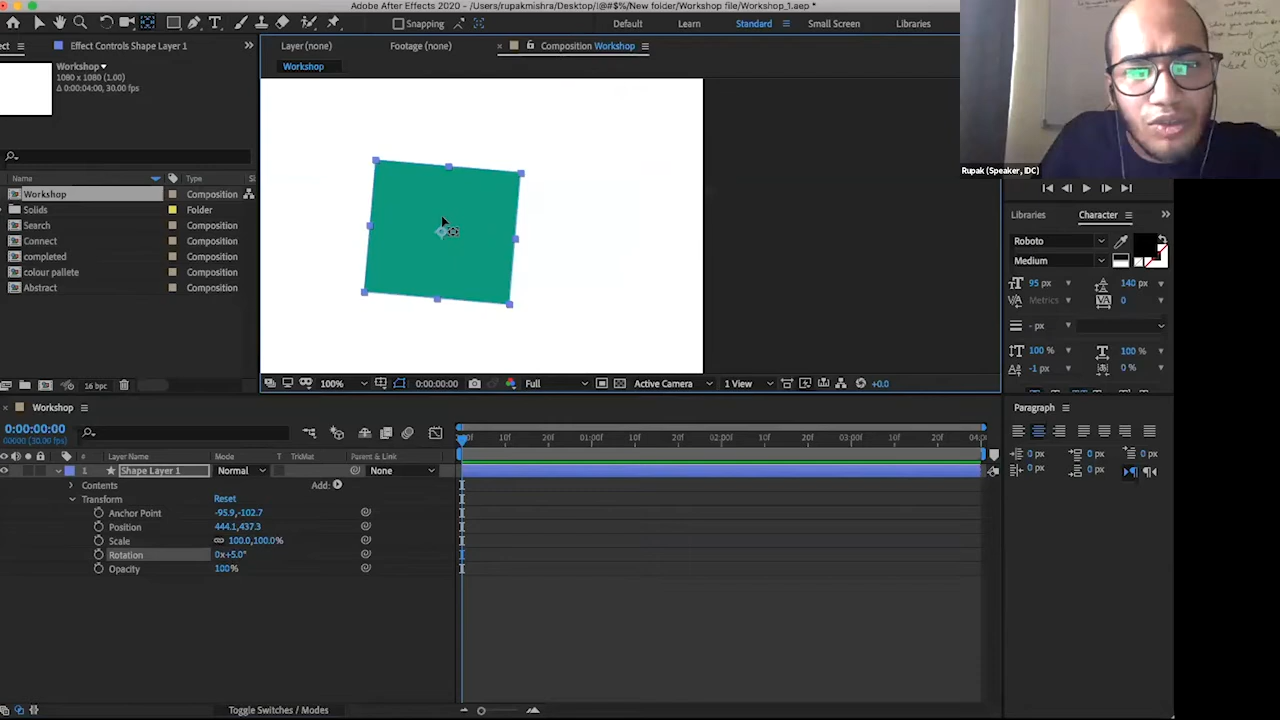 Adobe After Effects 2020 - /Users/rupakmishra/Desktop/!@#$%/New folder/Workshop file/Workshop_1.aep *
Snapping
Default
Learn
Standard
Small Screen
Libraries
Effect Controls Shape Layer 1
Layer (none)
Footage (none)
Composition Workshop
Workshop
Workshop
1080 x 1080 (1.00)
Δ 0:00:04:00, 30.00 fps
Name
Type
Workshop
Composition
Solids
Folder
Search
Composition
Connect
Composition
completed
Composition
colour pallete
Composition
Abstract
Composition
16 bpc
100%
0:00:00:00
Full
Active Camera
1 View
+0.0
Rupak (Speaker, IDC)
Libraries
Character
Roboto
Medium
95 px
140 px
Metrics
0
- px
100 %
100 %
-1 px
0 %
Paragraph
0 px
0 px
0 px
0 px
0 px
Workshop
0:00:00:00
00000 (30.00 fps)
10f
20f
01:00f
10f
20f
02:00f
10f
20f
03:00f
10f
20f
#
Layer Name
Mode
T
TrkMat
Parent & Link
1
Shape Layer 1
Normal
None
Contents
Add:
Transform
Reset
Anchor Point
-95.9,-102.7
Position
444.1,437.3
Scale
100.0,100.0%
Rotation
0x+5.0°
Opacity
100%
Toggle Switches / Modes